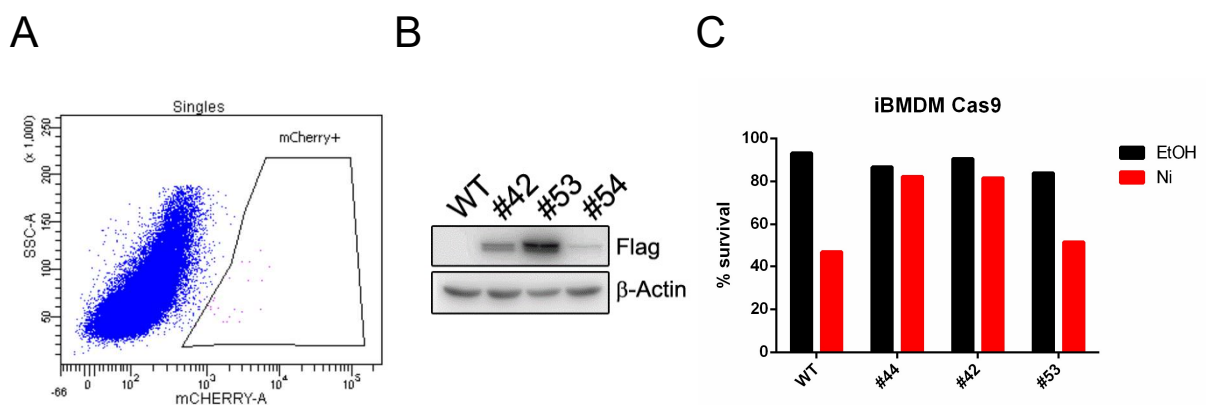 A
B
C
Singles
(x 1,000)
SSC-A
250
200
150
100
50
mCherry+
-66
0
10²
10³
10⁴
10⁵
mCHERRY-A
WT #42 #53 #54
Flag
β-Actin
iBMDM Cas9
% survival
100
80
60
40
20
0
WT #44 #42 #53
EtOH
Ni